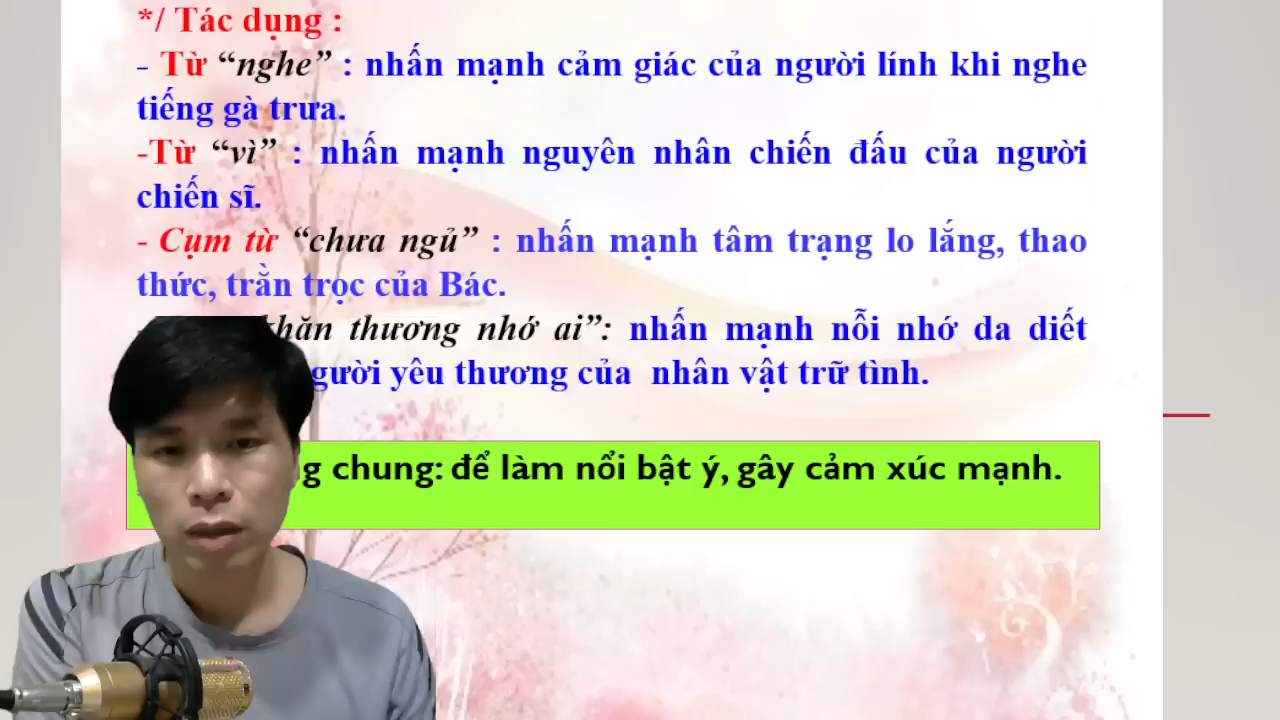 */ Tác dụng :
- Từ “nghe” : nhấn mạnh cảm giác của người lính khi nghe
tiếng gà trưa.
-Từ “vì” : nhấn mạnh nguyên nhân chiến đấu của người
chiến sĩ.
- Cụm từ “chưa ngủ” : nhấn mạnh tâm trạng lo lắng, thao
thức, trằn trọc của Bác.
thương nhớ ai”: nhấn mạnh nỗi nhớ da diết
yêu thương của nhân vật trữ tình.
chung: để làm nổi bật ý, gây cảm xúc mạnh.